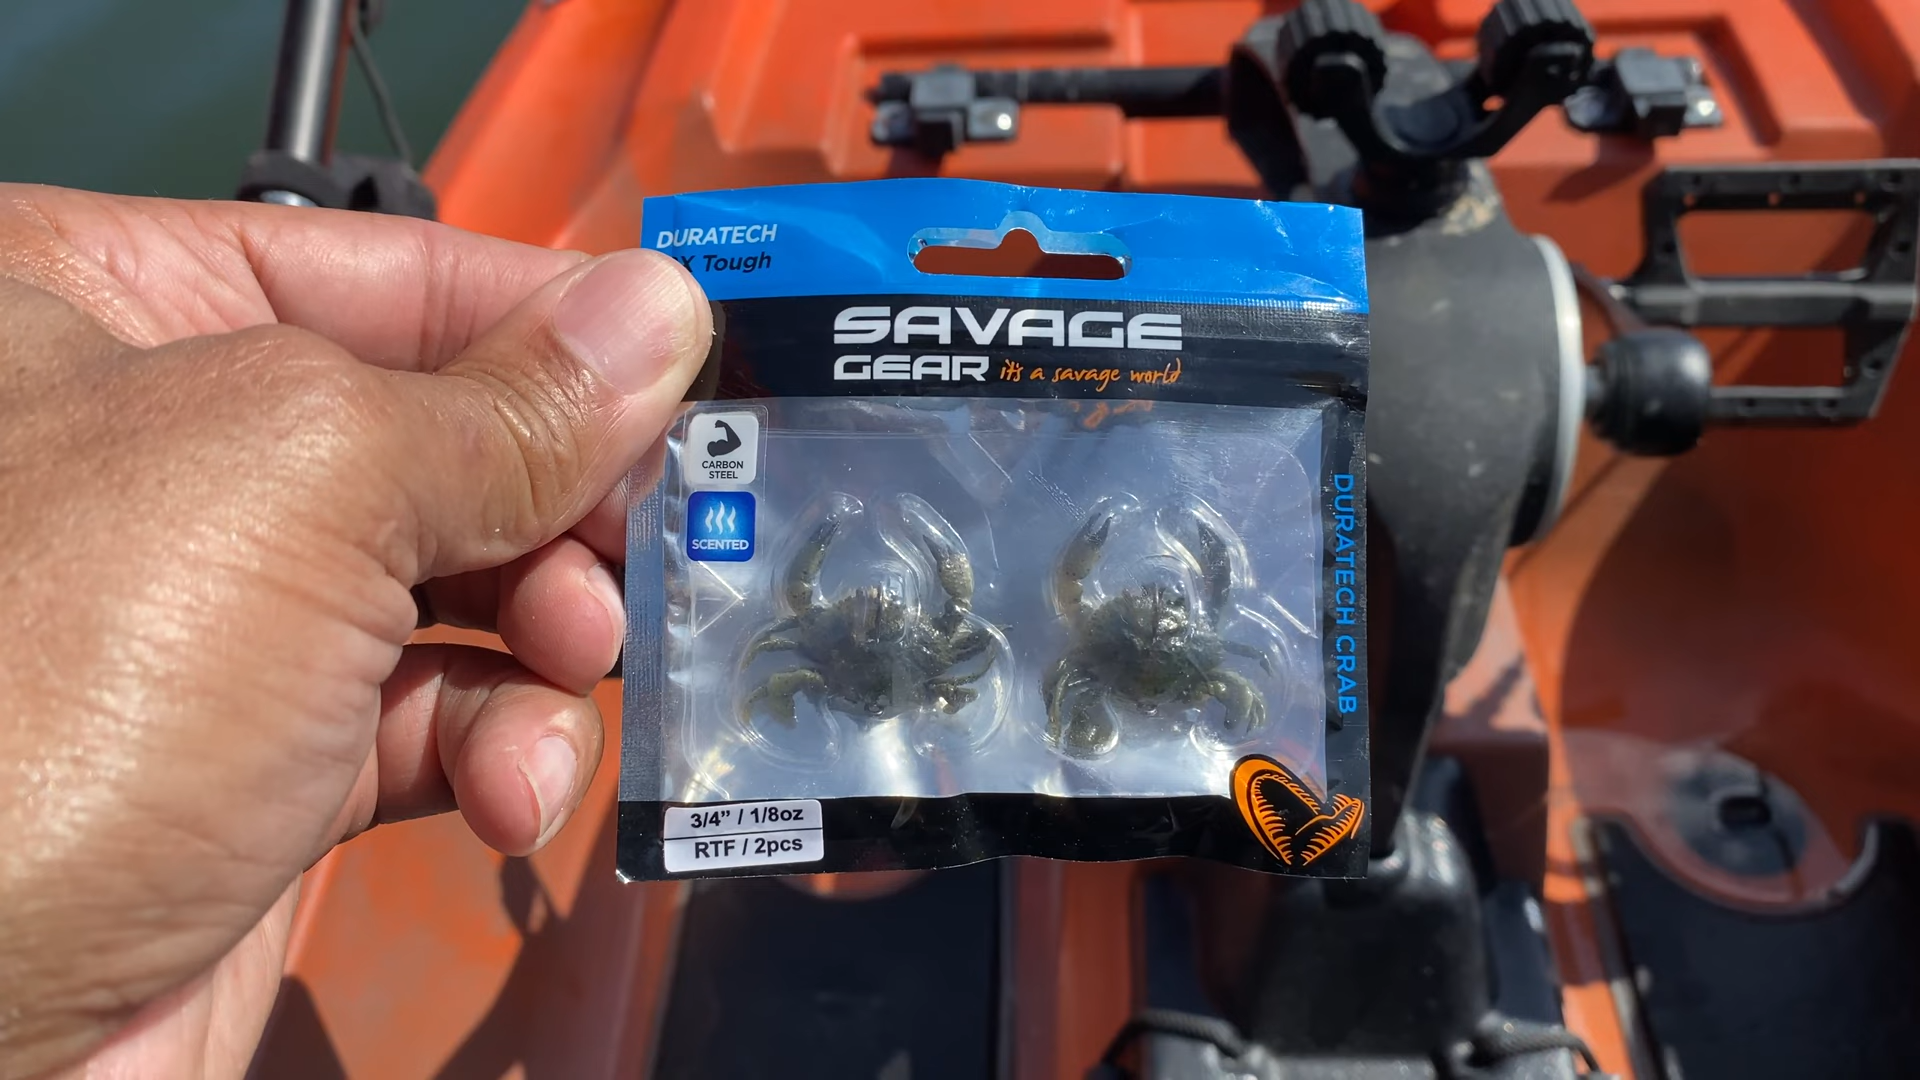 DURATECH
X Tough
SAVAGE
GEAR it's a savage world
CARBON
STEEL
SCENTED
DURATECH CRAB
3/4" / 1/8oz
RTF / 2pcs